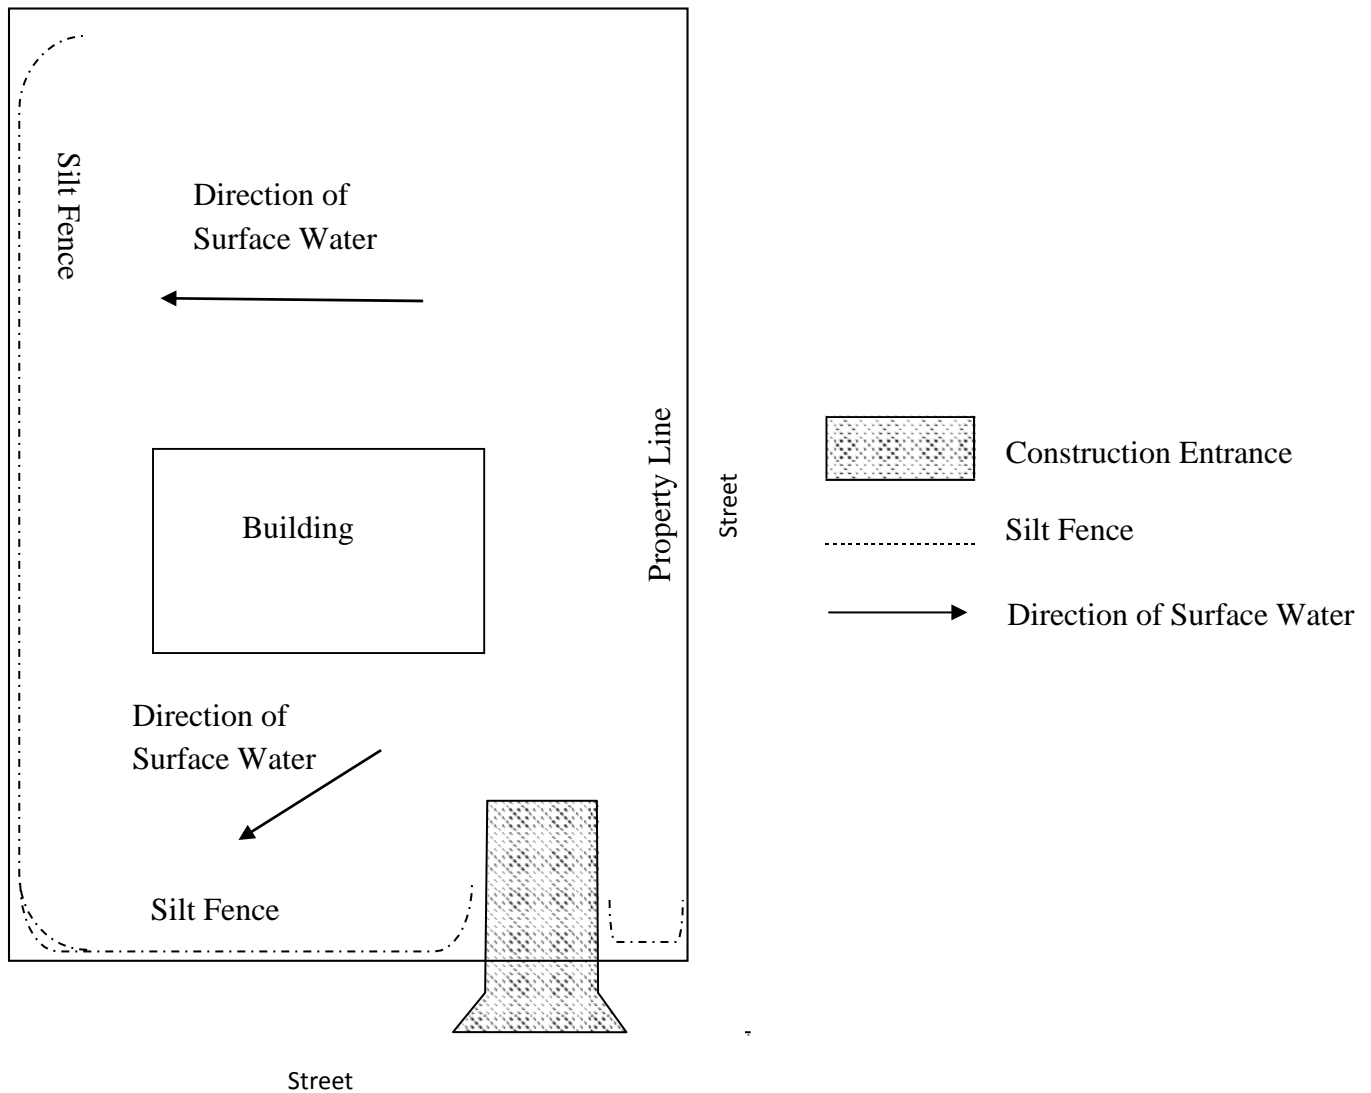 Silt Fence
Direction of
Surface Water
Building
Property Line
Street
Direction of
Surface Water
Silt Fence
Street
Construction Entrance
Silt Fence
Direction of Surface Water